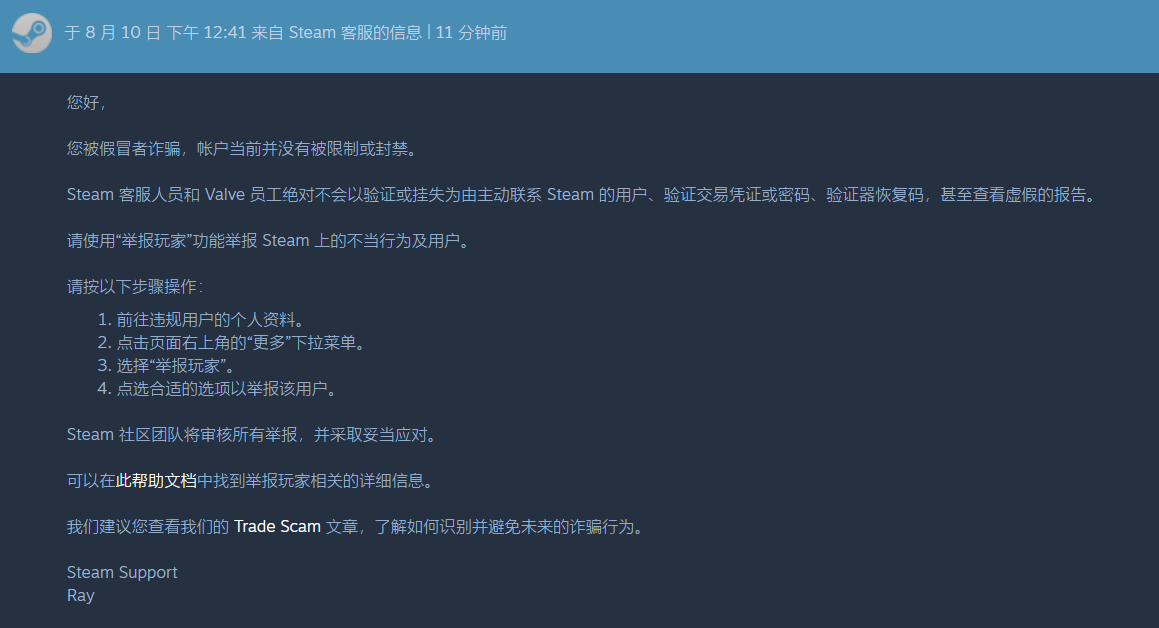 于 8 月 10 日 下午 12:41 来自 Steam 客服的信息 | 11 分钟前
您好，
您被假冒者诈骗，帐户当前并没有被限制或封禁。
Steam 客服人员和 Valve 员工绝对不会以验证或挂失为由主动联系 Steam 的用户、验证交易凭证或密码、验证器恢复码，甚至查看虚假的报告。
请使用“举报玩家”功能举报 Steam 上的不当行为及用户。
请按以下步骤操作：
1. 前往违规用户的个人资料。
2. 点击页面右上角的“更多”下拉菜单。
3. 选择“举报玩家”。
4. 点选合适的选项以举报该用户。
Steam 社区团队将审核所有举报，并采取妥当应对。
可以在此帮助文档中找到举报玩家相关的详细信息。
我们建议您查看我们的 Trade Scam 文章，了解如何识别并避免未来的诈骗行为。
Steam Support
Ray